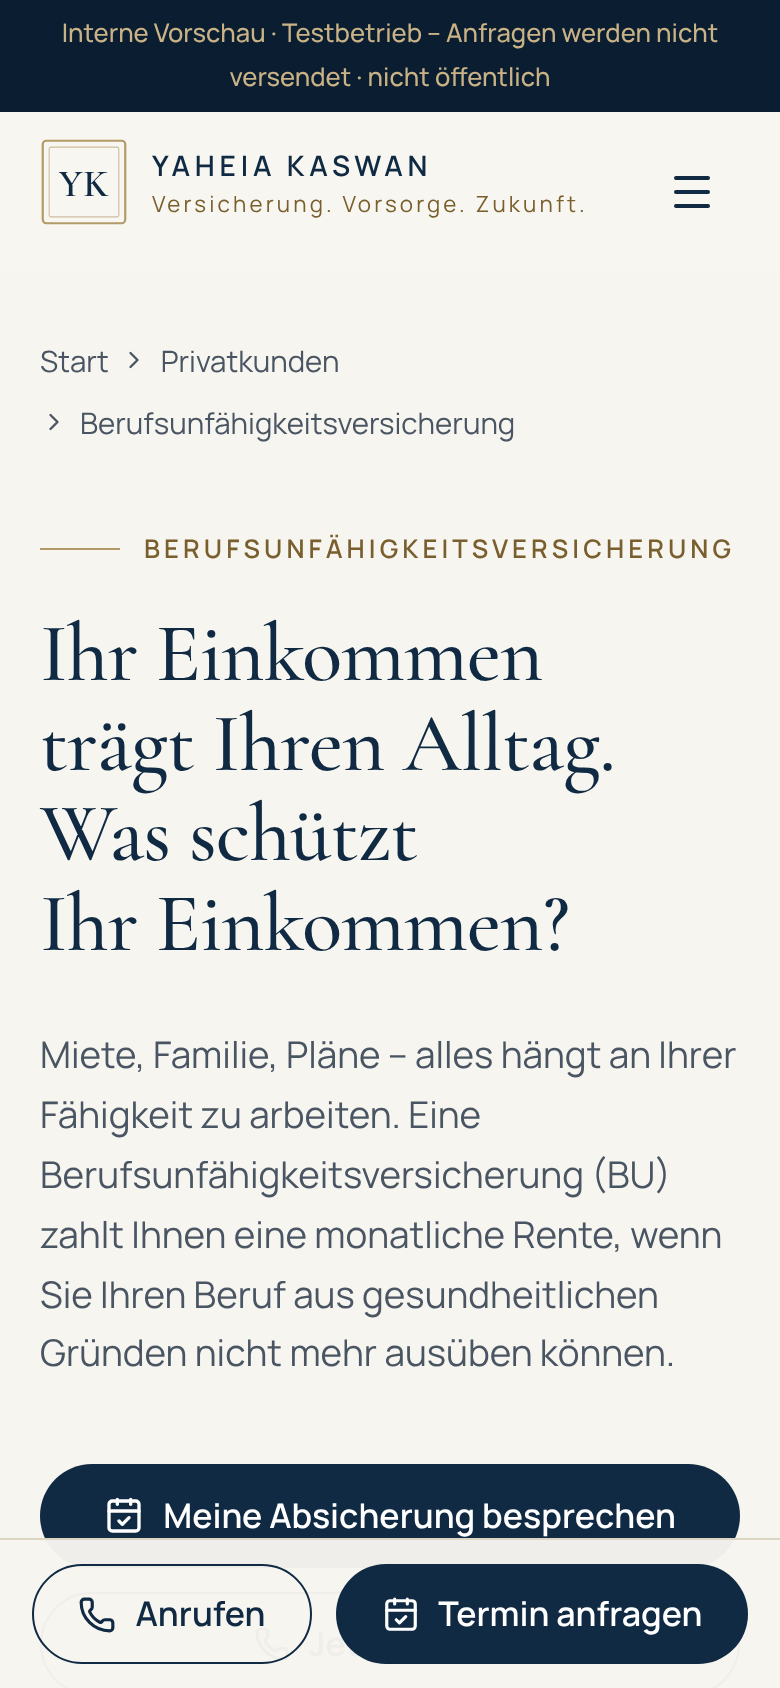 Interne Vorschau · Testbetrieb – Anfragen werden nicht
versendet · nicht öffentlich
YK
YAHEIA KASWAN
Versicherung. Vorsorge. Zukunft.
Start > Privatkunden
> Berufsunfähigkeitsversicherung
BERUFSUNFÄHIGKEITSVERSICHERUNG
Ihr Einkommen
trägt Ihren Alltag.
Was schützt
Ihr Einkommen?
Miete, Familie, Pläne – alles hängt an Ihrer
Fähigkeit zu arbeiten. Eine
Berufsunfähigkeitsversicherung (BU)
zahlt Ihnen eine monatliche Rente, wenn
Sie Ihren Beruf aus gesundheitlichen
Gründen nicht mehr ausüben können.
Meine Absicherung besprechen
Anrufen
Termin anfragen